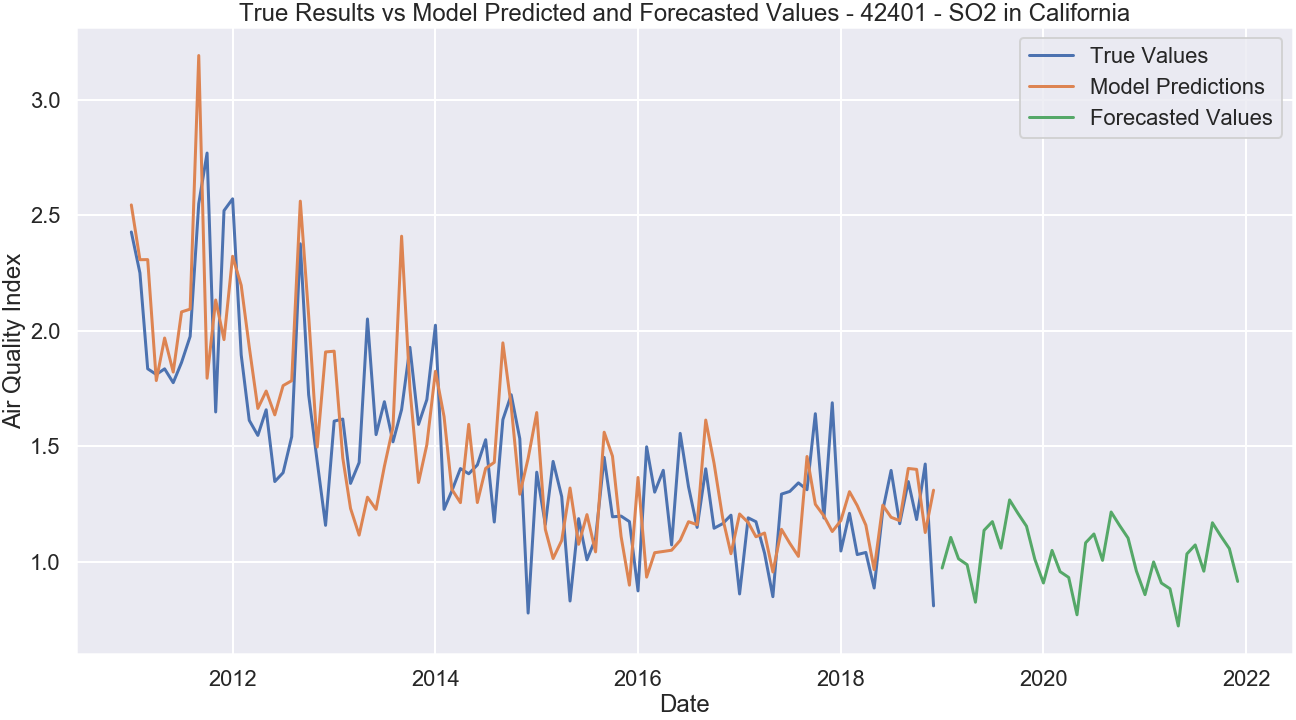 True Results vs Model Predicted and Forecasted Values - 42401 - SO2 in California
True Values
Model Predictions
Forecasted Values
3.0
2.5
2.0
1.5
1.0
Air Quality Index
2012 2014 2016 2018 2020 2022
Date